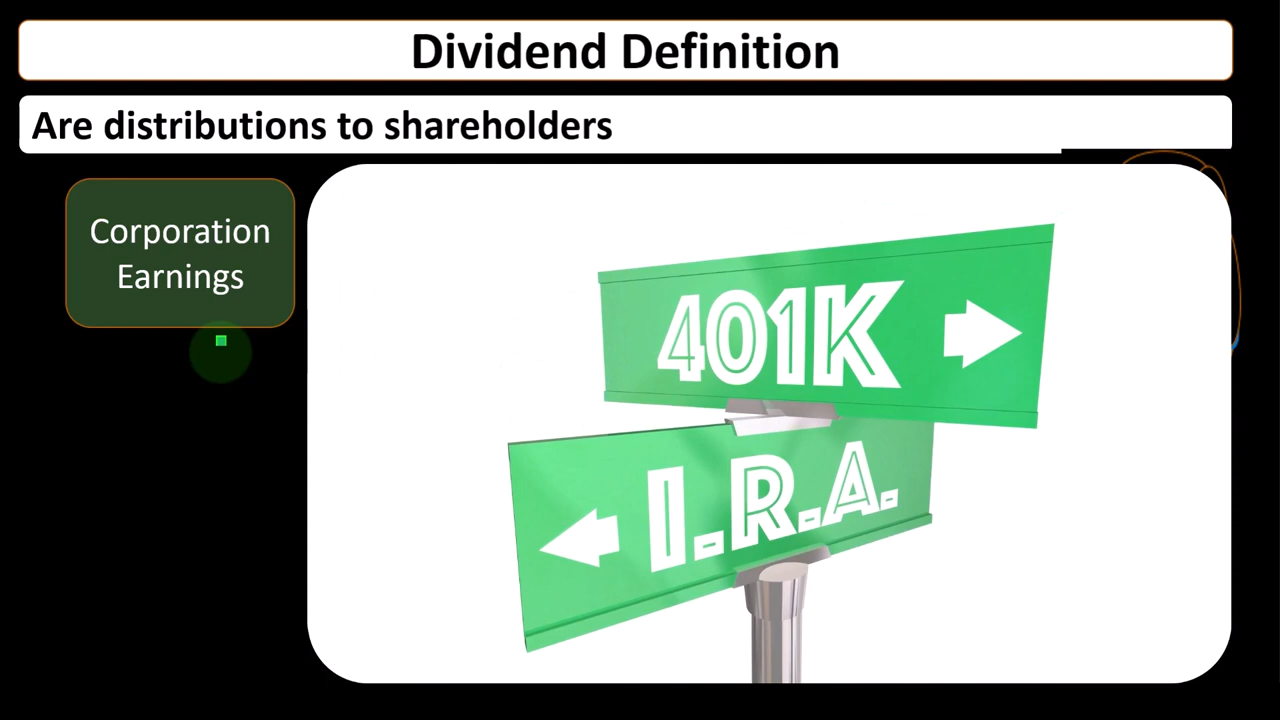 Dividend Definition
Are distributions to shareholders
Corporation
Earnings
401K
I.R.A.